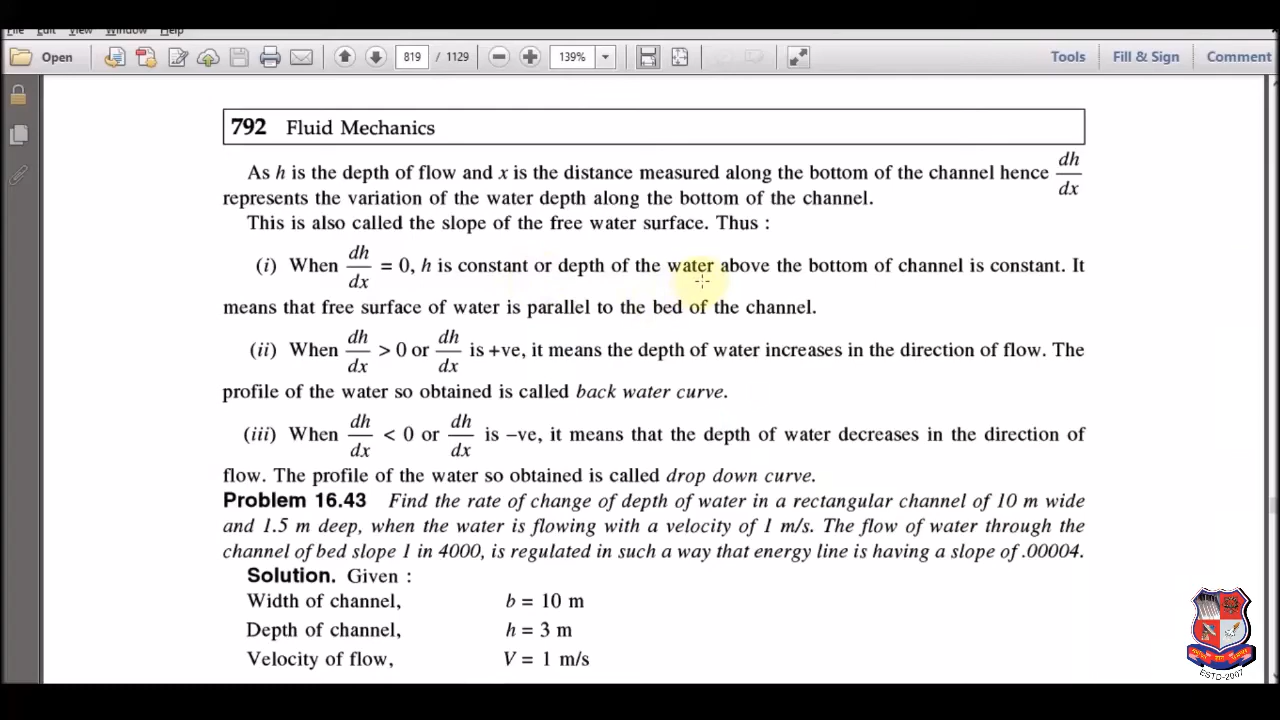 File Edit View Window Help
Open 819 / 1129 139% Tools Fill & Sign Comment
792 Fluid Mechanics
As h is the depth of flow and x is the distance measured along the bottom of the channel hence dh/dx
represents the variation of the water depth along the bottom of the channel.
This is also called the slope of the free water surface. Thus :
(i) When dh/dx = 0, h is constant or depth of the water above the bottom of channel is constant. It
means that free surface of water is parallel to the bed of the channel.
(ii) When dh/dx > 0 or dh/dx is +ve, it means the depth of water increases in the direction of flow. The
profile of the water so obtained is called back water curve.
(iii) When dh/dx < 0 or dh/dx is –ve, it means that the depth of water decreases in the direction of
flow. The profile of the water so obtained is called drop down curve.
Problem 16.43 Find the rate of change of depth of water in a rectangular channel of 10 m wide
and 1.5 m deep, when the water is flowing with a velocity of 1 m/s. The flow of water through the
channel of bed slope 1 in 4000, is regulated in such a way that energy line is having a slope of .00004.
Solution. Given :
Width of channel, b = 10 m
Depth of channel, h = 3 m
Velocity of flow, V = 1 m/s
ESTD-2007